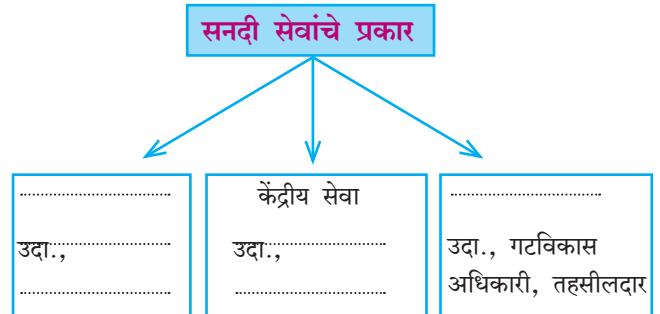 सनदी सेवांचे प्रकार
उदा.,
केंद्रीय सेवा
उदा.,
उदा., गटविकास
अधिकारी, तहसीलदार